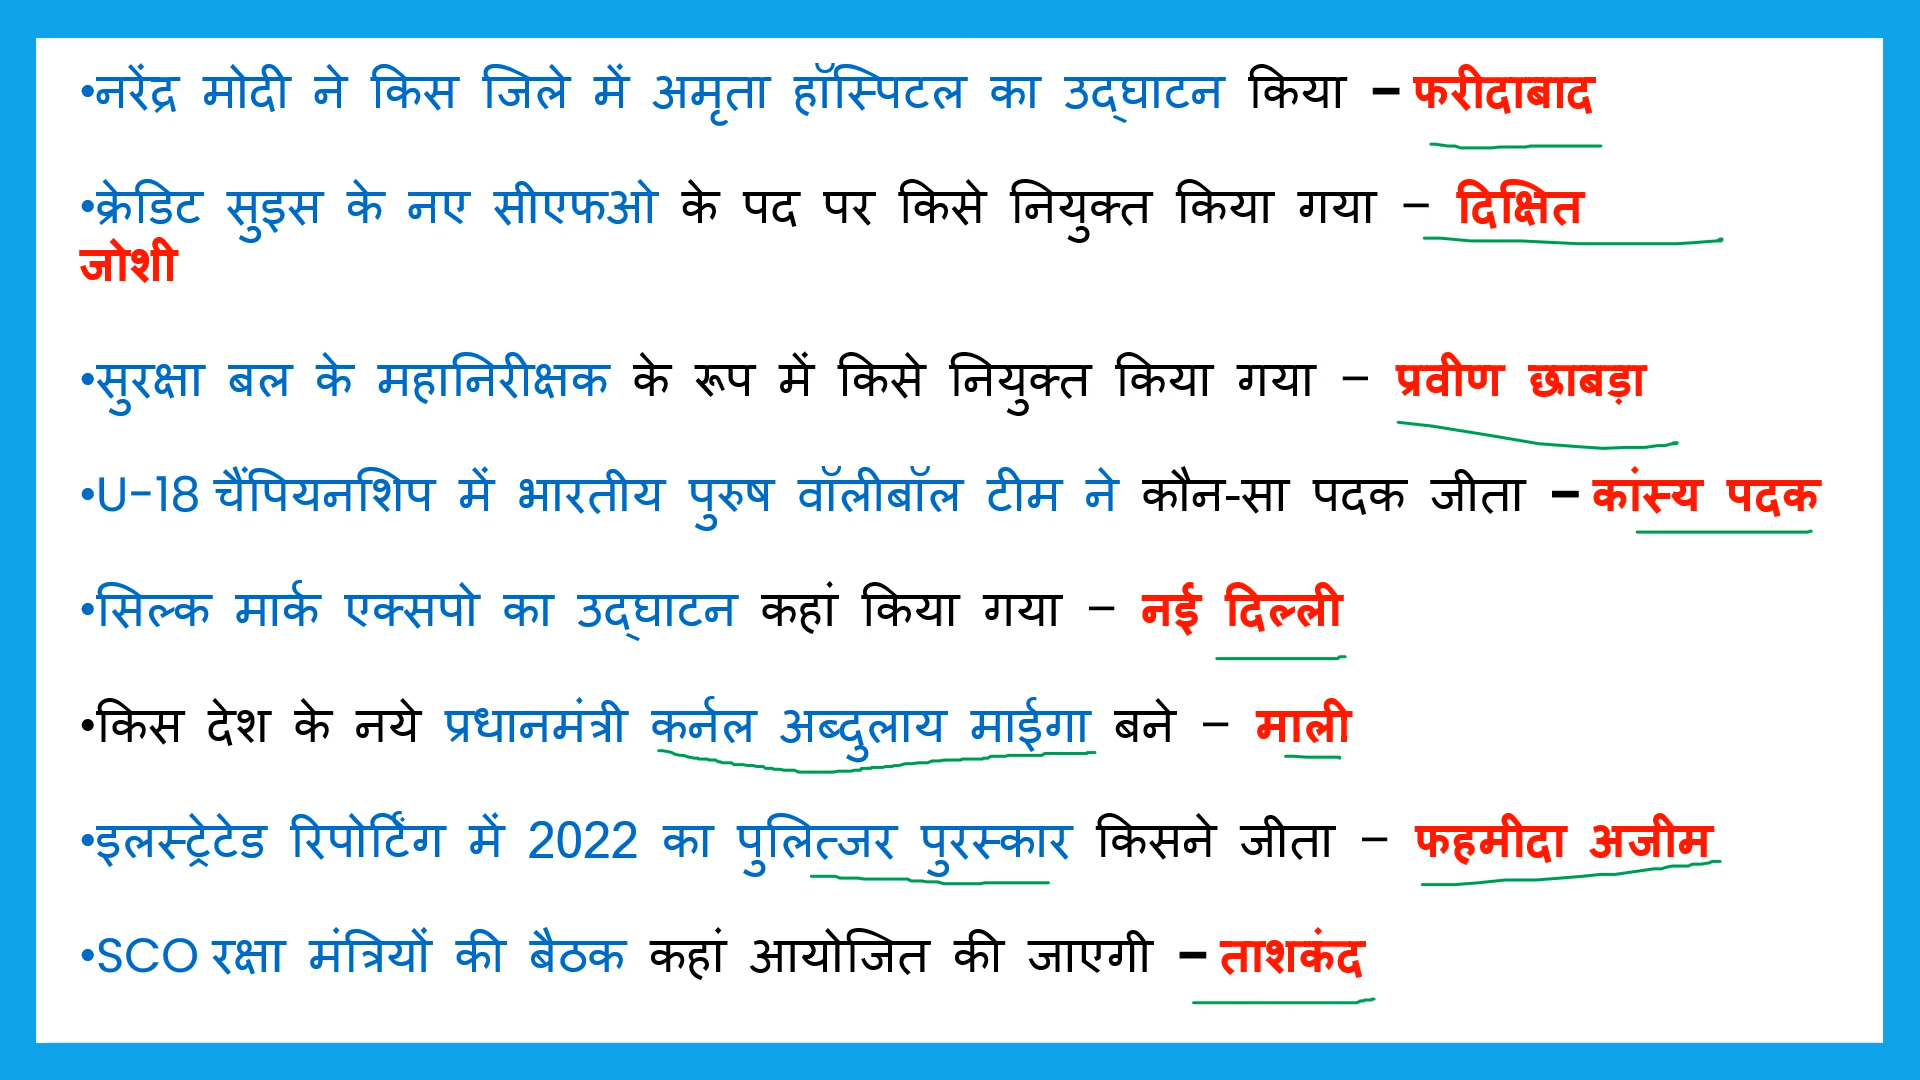 •नरेंद्र मोदी ने किस जिले में अमृता हॉस्पिटल का उद्घाटन किया – फरीदाबाद
•क्रेडिट सुइस के नए सीएफओ के पद पर किसे नियुक्त किया गया – दिक्षित
जोशी
•सुरक्षा बल के महानिरीक्षक के रूप में किसे नियुक्त किया गया – प्रवीण छाबड़ा
•U-18 चैंपियनशिप में भारतीय पुरुष वॉलीबॉल टीम ने कौन-सा पदक जीता – कांस्य पदक
•सिल्क मार्क एक्सपो का उद्घाटन कहां किया गया – नई दिल्ली
•किस देश के नये प्रधानमंत्री कर्नल अब्दुलाय माईगा बने – माली
•इलस्ट्रेटेड रिपोर्टिंग में 2022 का पुलित्जर पुरस्कार किसने जीता – फहमीदा अजीम
•SCO रक्षा मंत्रियों की बैठक कहां आयोजित की जाएगी – ताशकंद